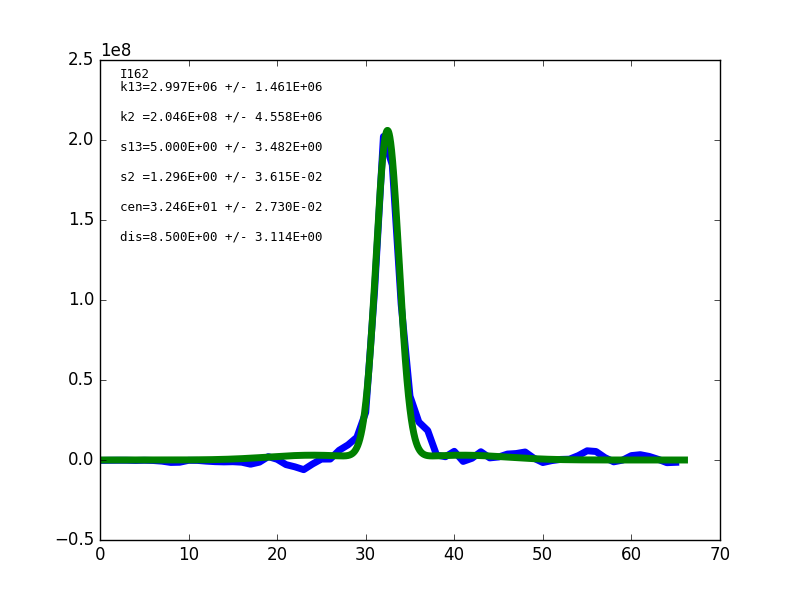 1e8
2.5
I162
k13=2.997E+06 +/- 1.461E+06
k2 =2.046E+08 +/- 4.558E+06
2.0
s13=5.000E+00 +/- 3.482E+00
s2 =1.296E+00 +/- 3.615E-02
1.5
cen=3.246E+01 +/- 2.730E-02
dis=8.500E+00 +/- 3.114E+00
1.0
0.5
0.0
−0.5
0 10 20 30 40 50 60 70